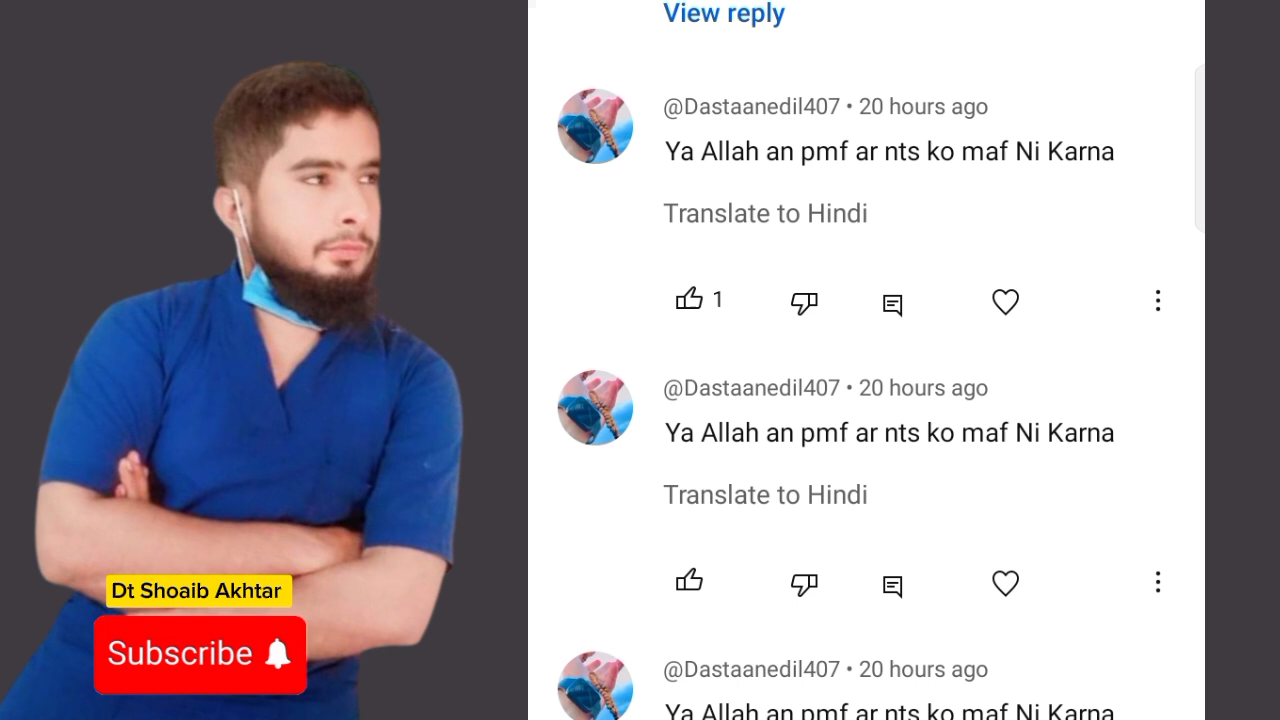 View reply
@Dastaanedil407 • 20 hours ago
Ya Allah an pmf ar nts ko maf Ni Karna
Translate to Hindi
1
@Dastaanedil407 • 20 hours ago
Ya Allah an pmf ar nts ko maf Ni Karna
Translate to Hindi
@Dastaanedil407 • 20 hours ago
Ya Allah an pmf ar nts ko maf Ni Karna
Dt Shoaib Akhtar
Subscribe